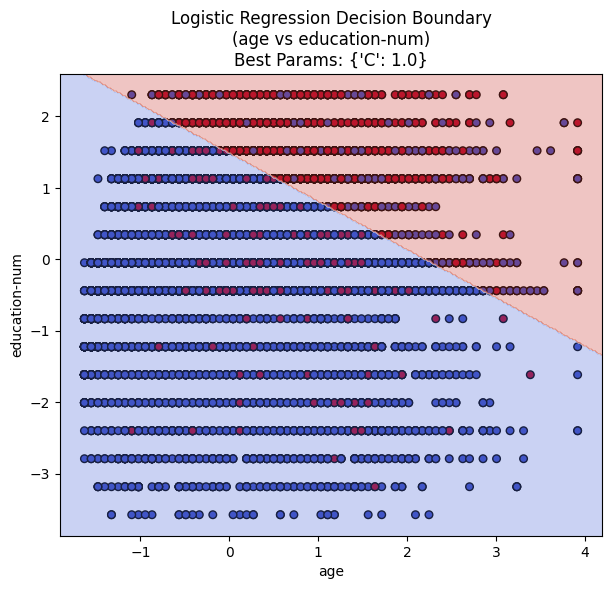 Logistic Regression Decision Boundary
(age vs education-num)
Best Params: {'C': 1.0}
2
1
0
−1
−2
−3
education-num
−1
0
1
2
3
4
age